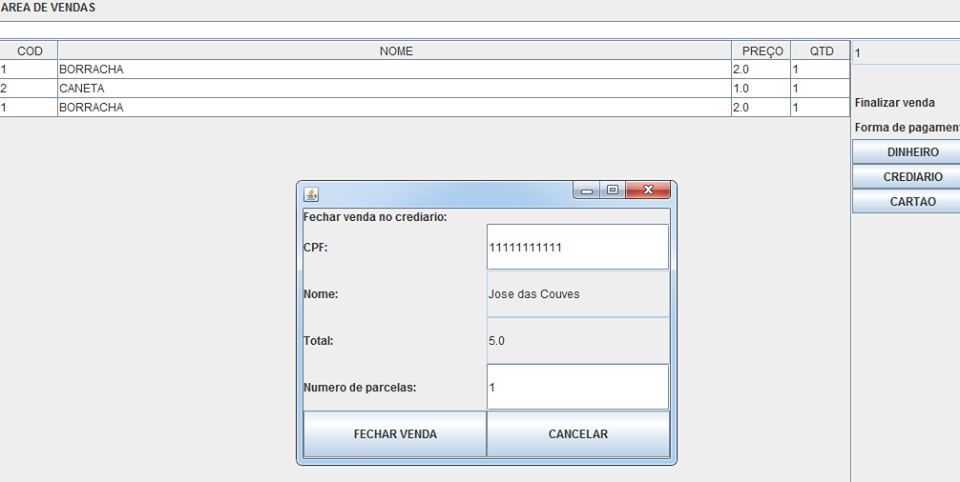 AREA DE VENDAS
COD NOME PREÇO QTD
1 BORRACHA 2.0 1
2 CANETA 1.0 1
1 BORRACHA 2.0 1
1
Finalizar venda
Forma de pagamen
DINHEIRO
CREDIARIO
CARTAO
Fechar venda no crediario:
CPF: 11111111111
Nome: Jose das Couves
Total: 5.0
Numero de parcelas: 1
FECHAR VENDA CANCELAR